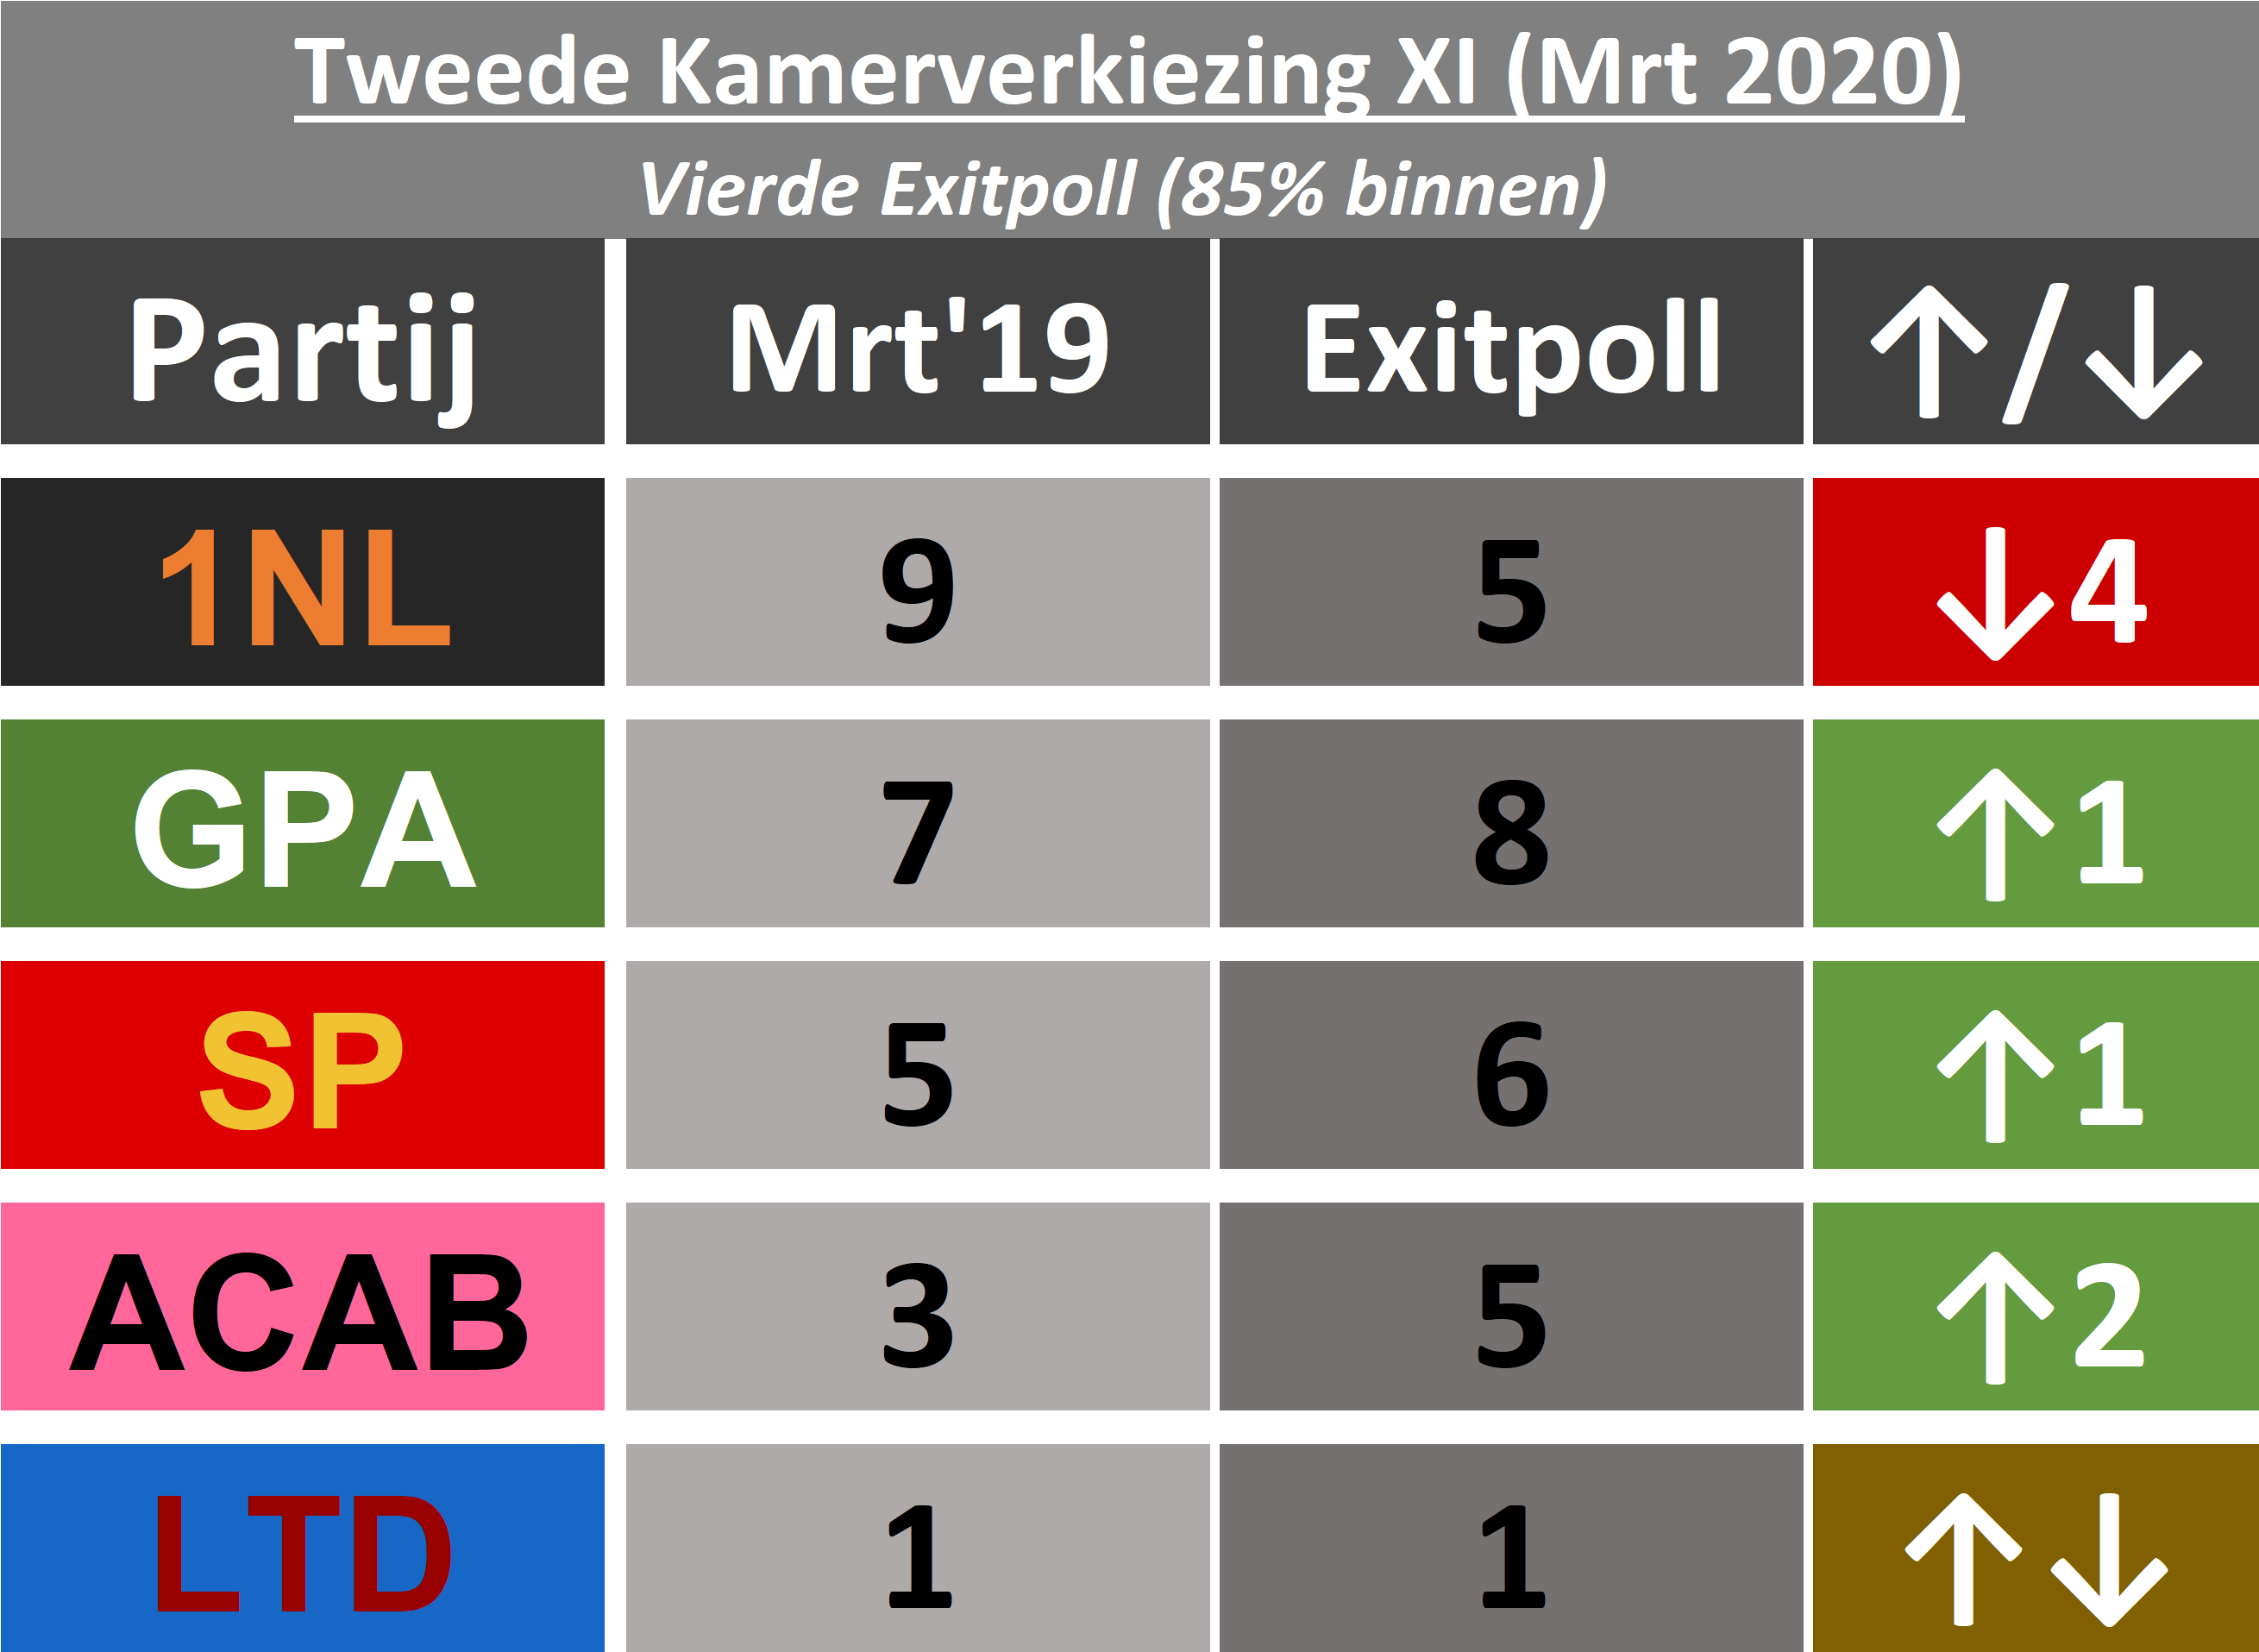 Tweede Kamerverkiezing XI (Mrt 2020)
Vierde Exitpoll (85% binnen)
Partij Mrt'19 Exitpoll ↑/↓
1NL 9 5 ↓4
GPA 7 8 ↑1
SP 5 6 ↑1
ACAB 3 5 ↑2
LTD 1 1 ↑↓